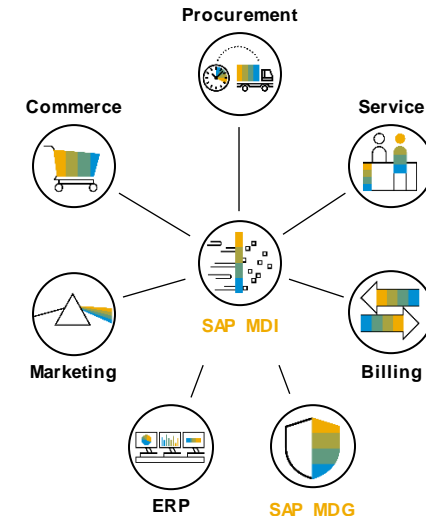 Procurement
Commerce
Service
SAP MDI
Marketing
Billing
ERP
SAP MDG